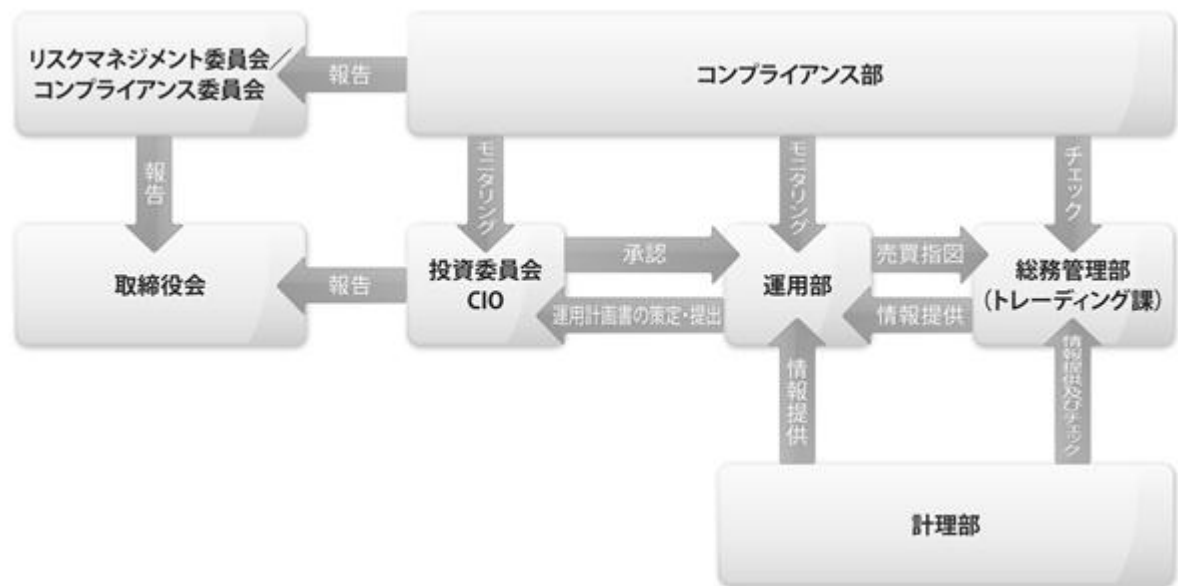 リスクマネジメント委員会／
コンプライアンス委員会
報告
コンプライアンス部
報告
モニタリング
モニタリング
チェック
取締役会
報告
投資委員会
CIO
承認
運用計画書の策定・提出
運用部
売買指図
情報提供
総務管理部
（トレーディング課）
情報提供
情報提供及びチェック
計理部